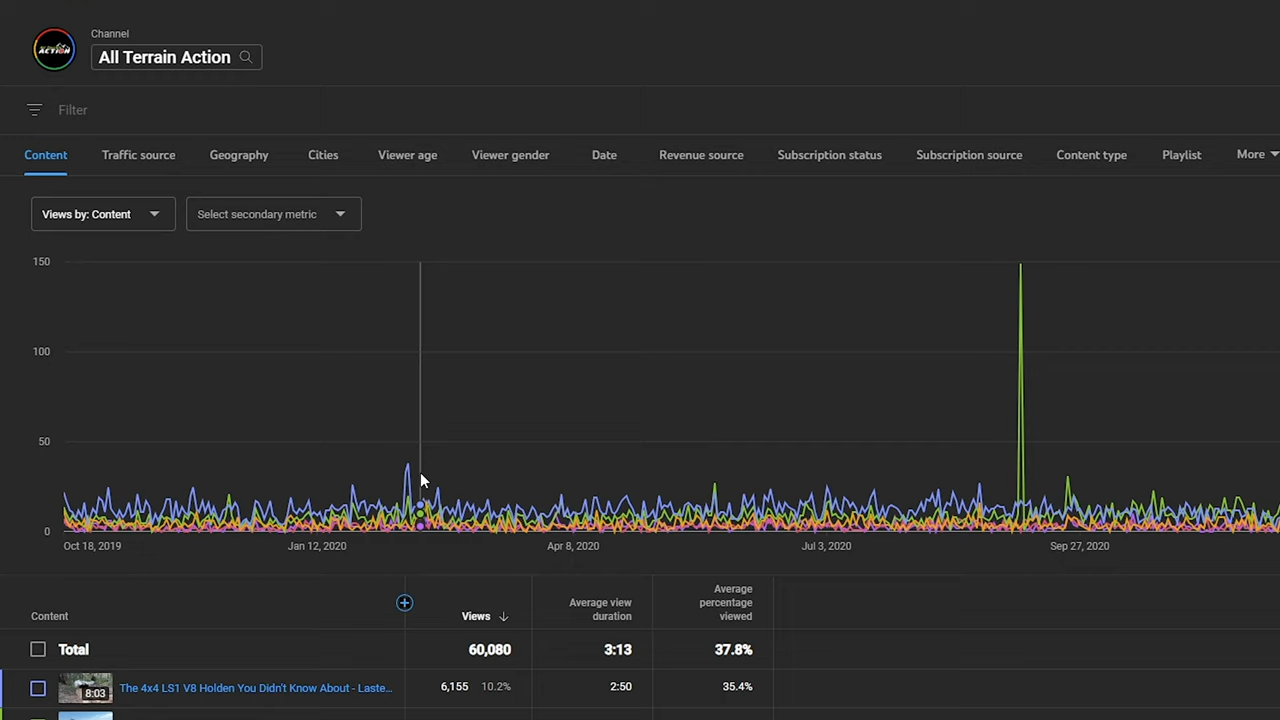 Channel
ACTION
All Terrain Action
Filter
Content Traffic source Geography Cities Viewer age Viewer gender Date Revenue source Subscription status Subscription source Content type Playlist More
Views by: Content Select secondary metric
150
100
50
0
Oct 18, 2019 Jan 12, 2020 Apr 8, 2020 Jul 3, 2020 Sep 27, 2020
Content Views Average view duration Average percentage viewed
Total 60,080 3:13 37.8%
8:03 The 4x4 LS1 V8 Holden You Didn't Know About - Laste... 6,155 10.2% 2:50 35.4%